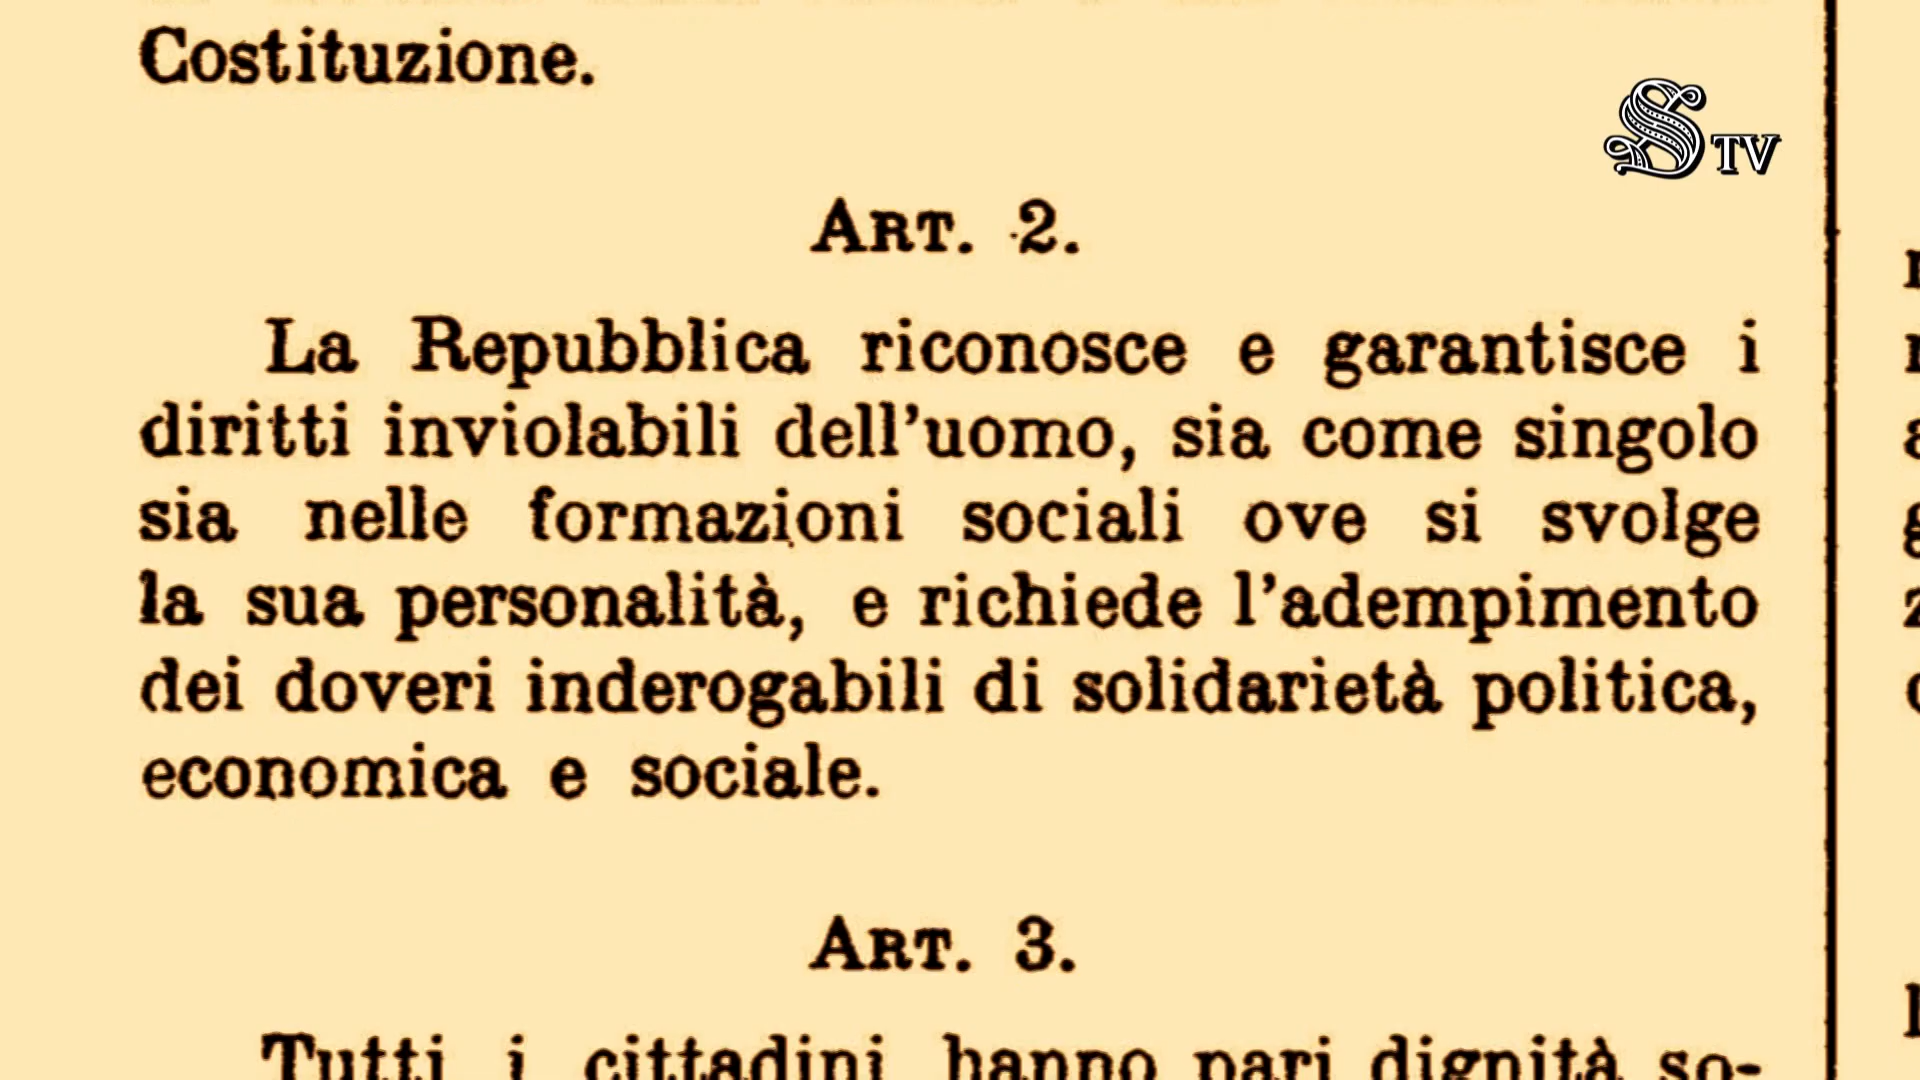 Costituzione.
S TV
ART. 2.
La Repubblica riconosce e garantisce i
diritti inviolabili dell'uomo, sia come singolo
sia nelle formazioni sociali ove si svolge
la sua personalità, e richiede l'adempimento
dei doveri inderogabili di solidarietà politica,
economica e sociale.
ART. 3.
Tutti i cittadini hanno pari dignità so-